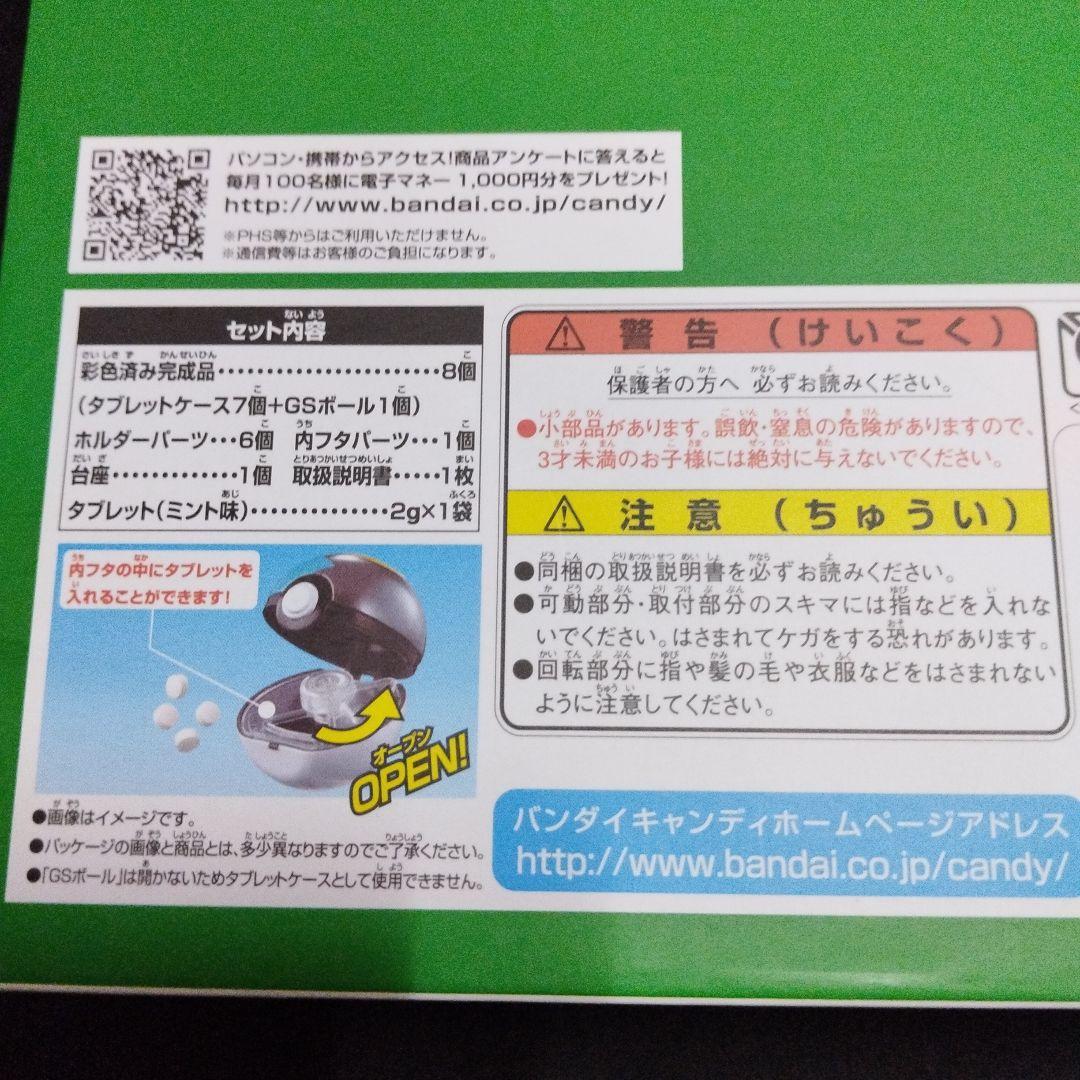 パソコン・携帯からアクセス!商品アンケートに答えると
毎月100名様に電子マネー 1,000円分をプレゼント!
http://www.bandai.co.jp/candy/
※PHS等からはご利用いただけません。
※通信費等はお客様のご負担になります。
セット内容
彩色済み完成品……………………8個
(タブレットケース7個+GSボール1個)
ホルダーパーツ…6個 内フタパーツ…1個
台座…………1個 取扱説明書……1枚
タブレット(ミント味)……………2g×1袋
内フタの中にタブレットを
入れることができます!
オープン
OPEN!
●画像はイメージです。
●パッケージの画像と商品とは、多少異なりますのでご了承ください。
●「GSボール」は開かないためタブレットケースとして使用できません。
警告(けいこく)
保護者の方へ 必ずお読みください。
●小部品があります。誤飲・窒息の危険がありますので、
3才未満のお子様には絶対に与えないでください。
注意(ちゅうい)
●同梱の取扱説明書を必ずお読みください。
●可動部分・取付部分のスキマには指などを入れな
いでください。はさまれてケガをする恐れがあります。
●回転部分に指や髪の毛や衣服などをはさまれない
ように注意してください。
バンダイキャンディホームページアドレス
http://www.bandai.co.jp/candy/